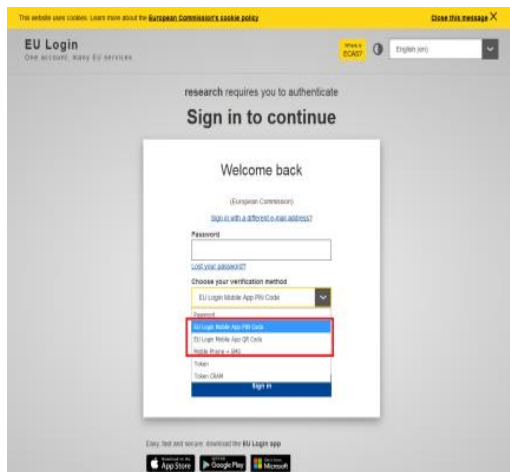 This website uses cookies. Learn more about the European Commission's cookie policy
Close this message X
EU Login
One account, many EU services
Where is ECAS?
English (en)
research requires you to authenticate
Sign in to continue
Welcome back
(European Commission)
Sign in with a different e-mail address?
Password
Lost your password?
Choose your verification method
EU Login Mobile App PIN Code
Password
EU Login Mobile App PIN Code
EU Login Mobile App QR Code
Mobile Phone + SMS
Token
Token CRAM
Sign in
Easy, fast and secure: download the EU Login app
Download on the
App Store
Google Play
Microsoft